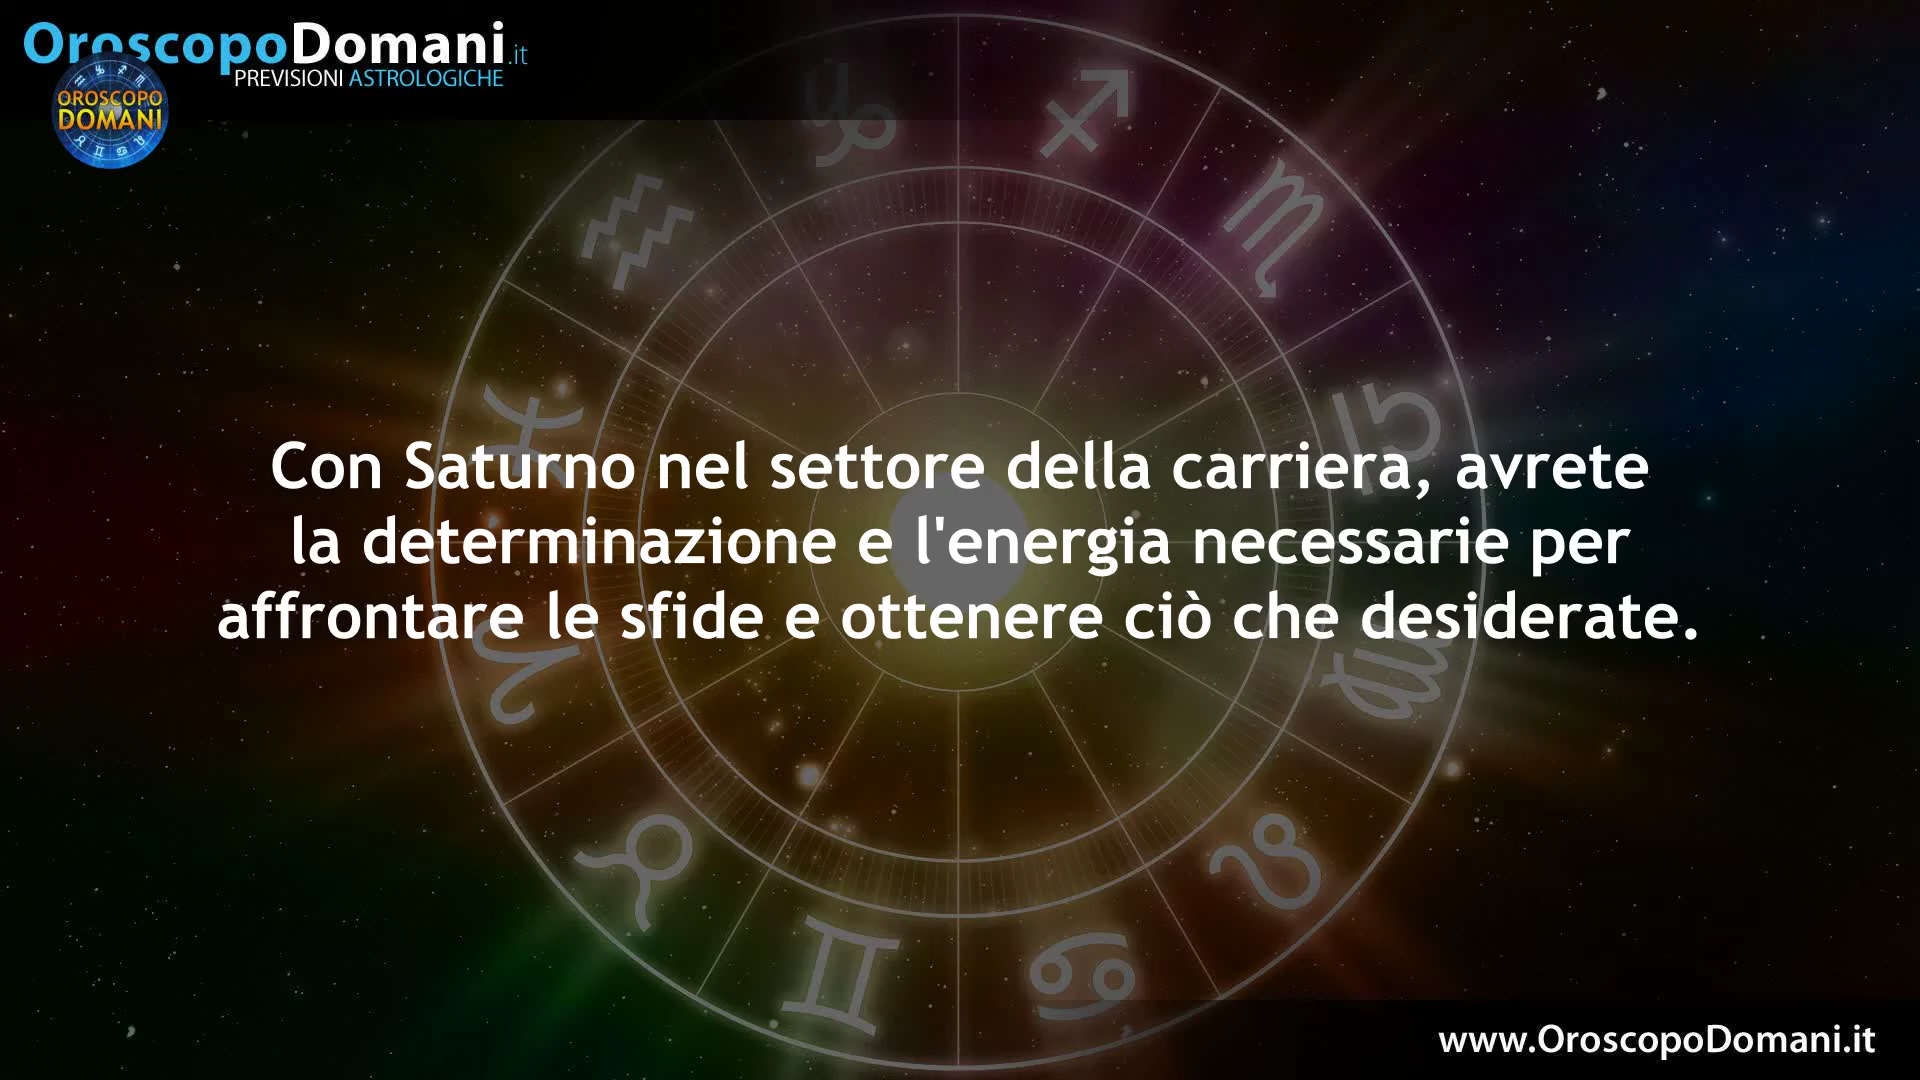 OroscopoDomani.it
PREVISIONI ASTROLOGICHE
OROSCOPO
DOMANI
Con Saturno nel settore della carriera, avrete
la determinazione e l'energia necessarie per
affrontare le sfide e ottenere ciò che desiderate.
www.OroscopoDomani.it